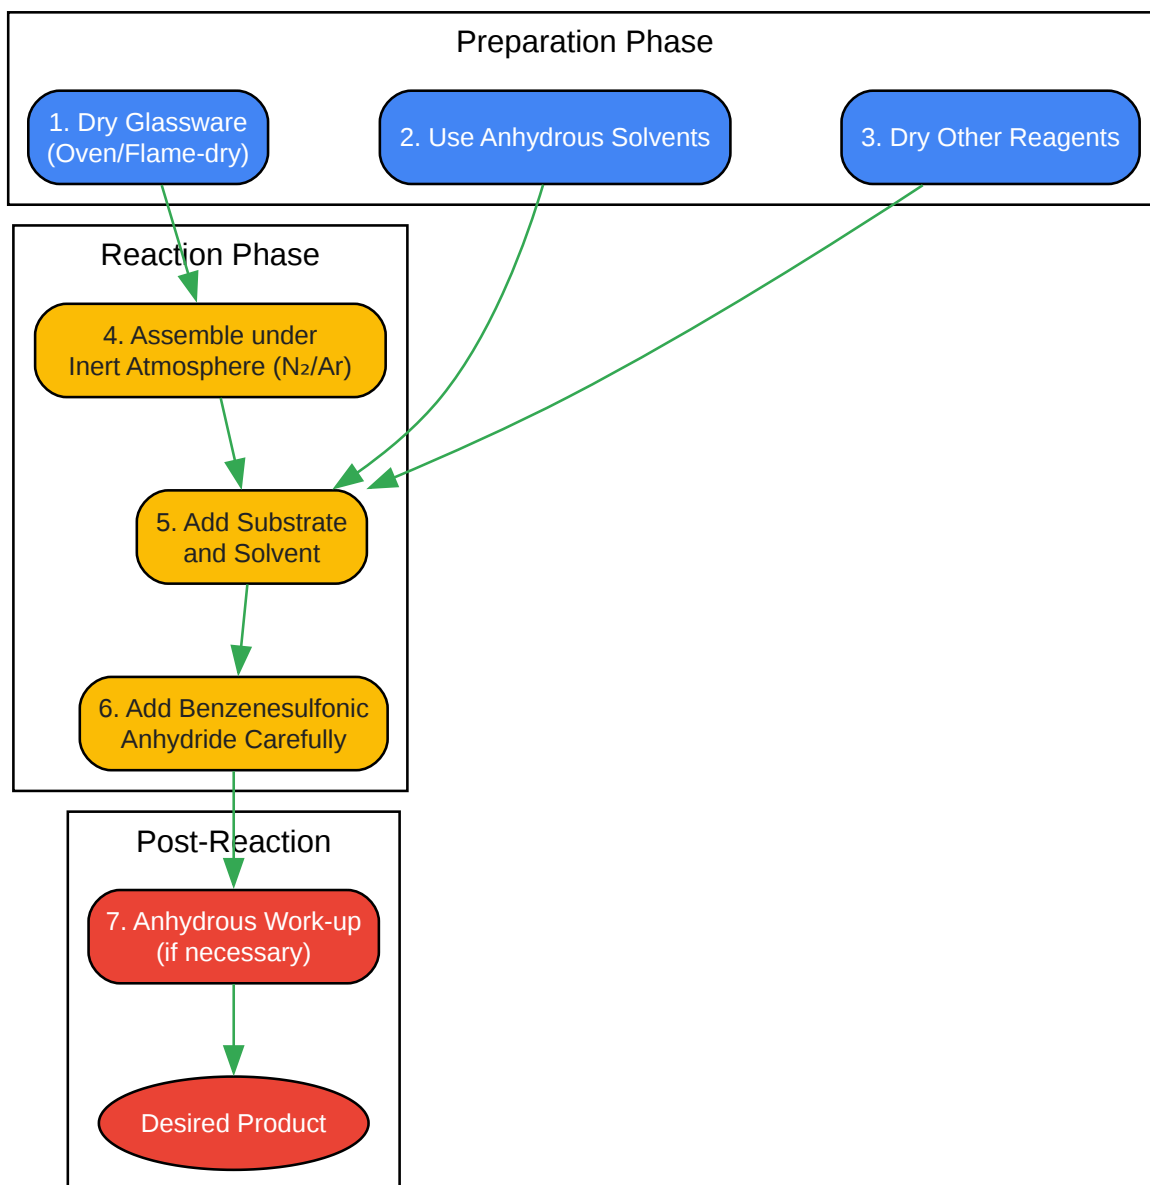 Preparation Phase
1. Dry Glassware
(Oven/Flame-dry)
2. Use Anhydrous Solvents
3. Dry Other Reagents
Reaction Phase
4. Assemble under
Inert Atmosphere (N₂/Ar)
5. Add Substrate
and Solvent
6. Add Benzenesulfonic
Anhydride Carefully
Post-Reaction
7. Anhydrous Work-up
(if necessary)
Desired Product